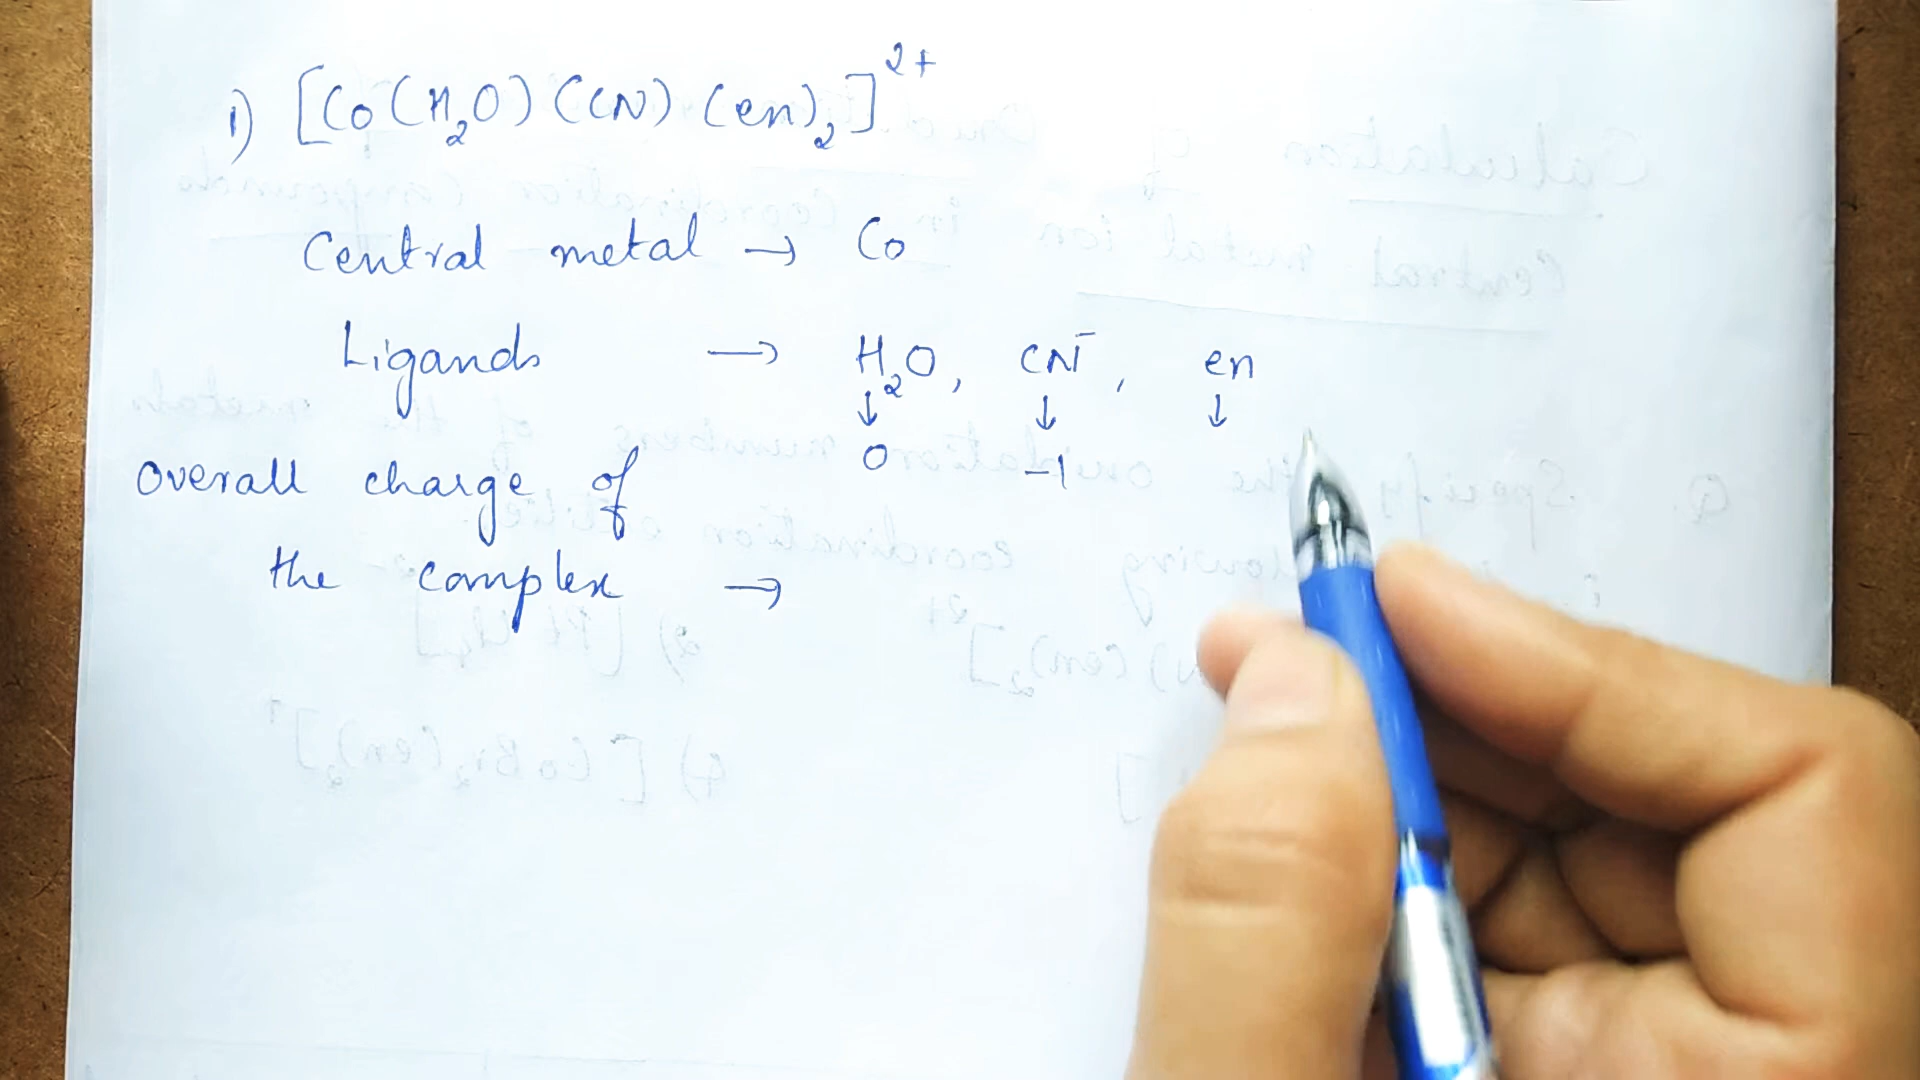 1) [Co(H₂O)(CN)(en)₂]²⁺
Central metal → Co
Ligands → H₂O, CN⁻, en
↓ ↓ ↓
0 -1
Overall charge of
the complex →